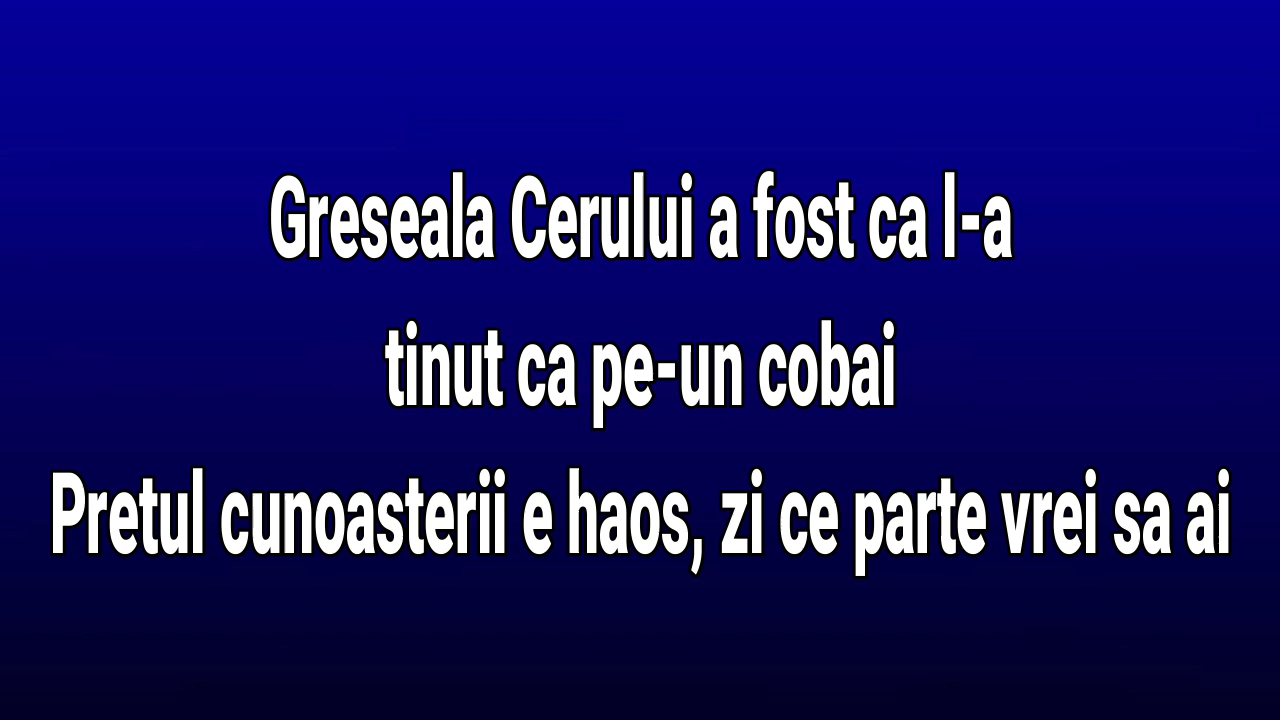 Greseala Cerului a fost ca l-a
tinut ca pe-un cobai
Pretul cunoasterii e haos, zi ce parte vrei sa ai